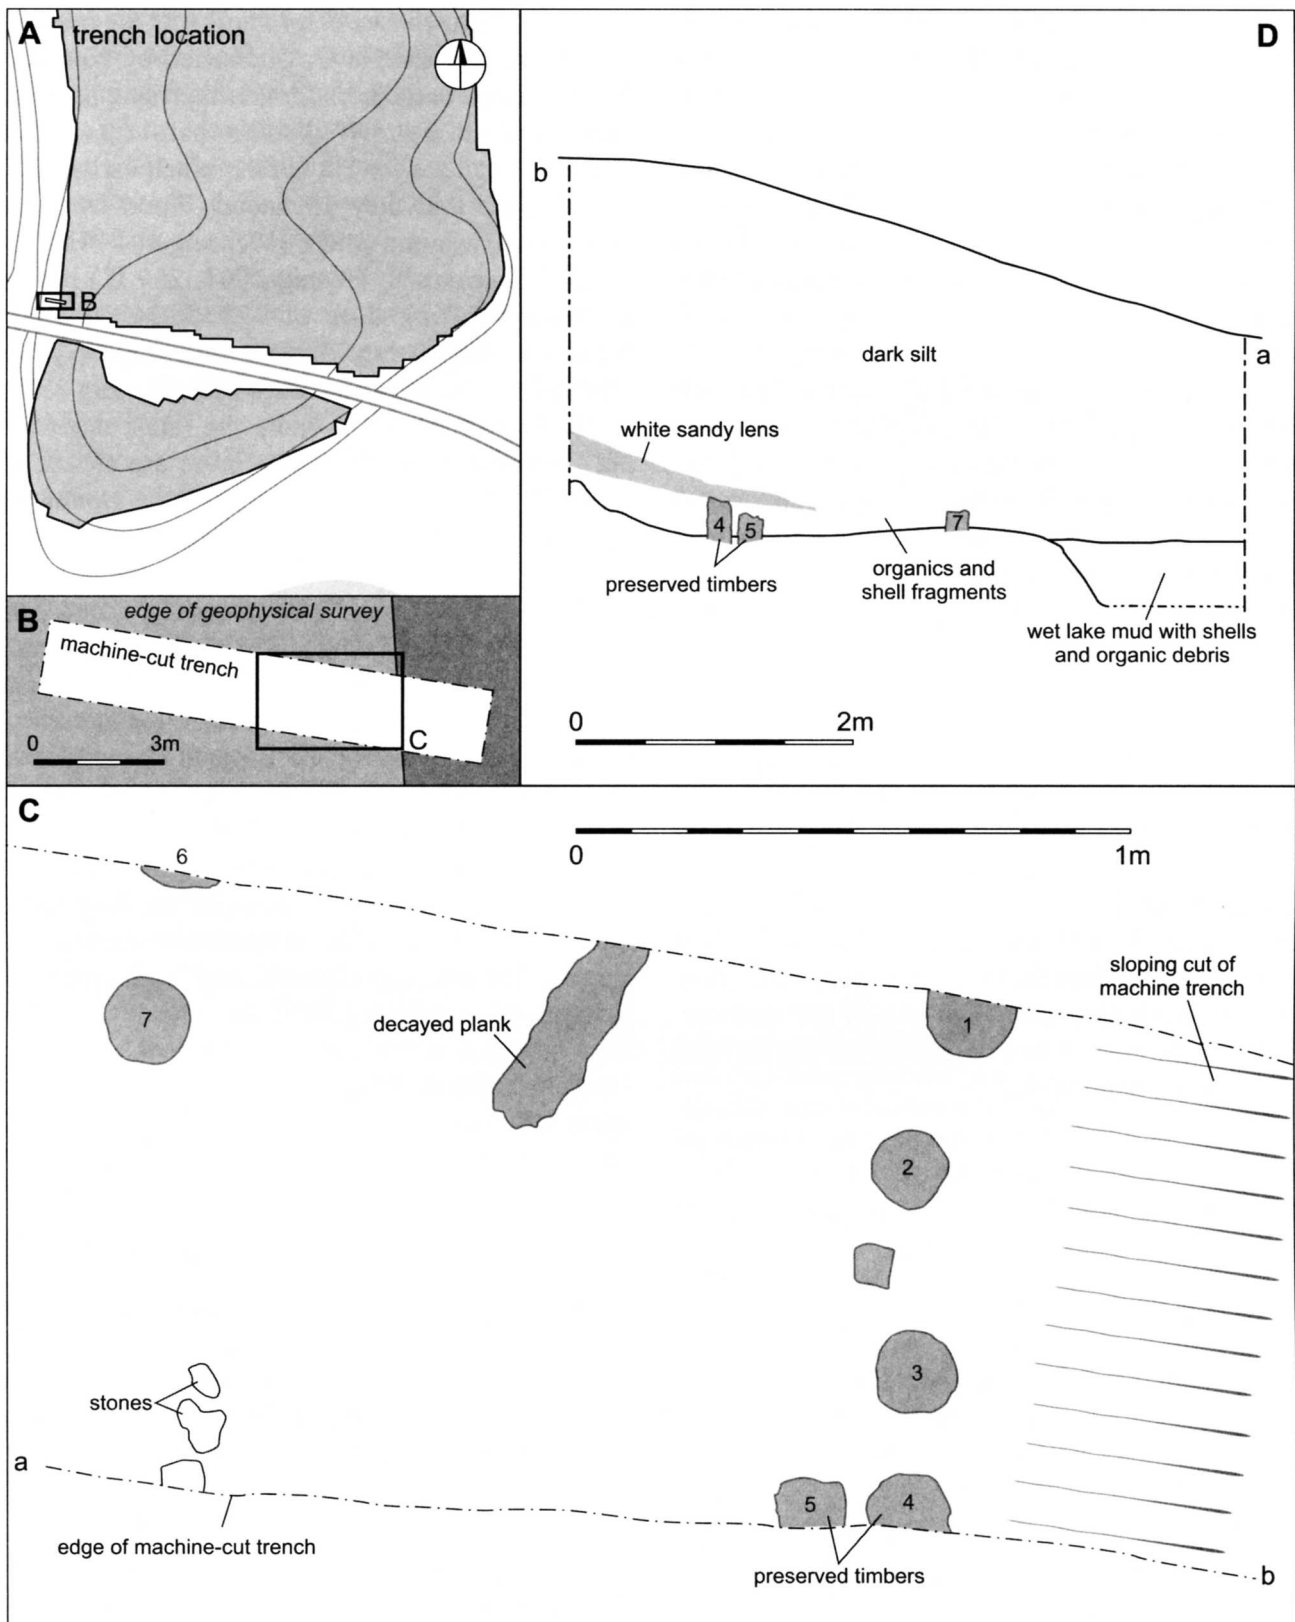 A trench location
B
B
edge of geophysical survey
machine-cut trench
0 3m
C
D
b
a
dark silt
white sandy lens
4 5 7
preserved timbers
organics and
shell fragments
wet lake mud with shells
and organic debris
0 2m
C
0 1m
6
7
decayed plank
1
sloping cut of
machine trench
2
3
stones
a
5 4
edge of machine-cut trench
preserved timbers
b